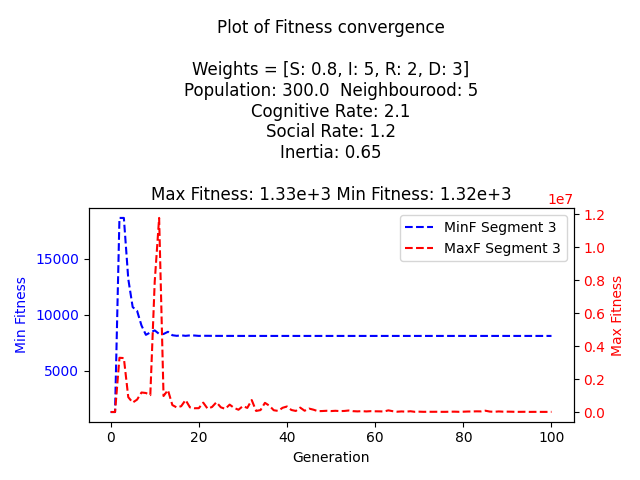 Plot of Fitness convergence
Weights = [S: 0.8, I: 5, R: 2, D: 3]
Population: 300.0  Neighbourood: 5
Cognitive Rate: 2.1
Social Rate: 1.2
Inertia: 0.65
Max Fitness: 1.33e+3 Min Fitness: 1.32e+3
1e7
MinF Segment 3
MaxF Segment 3
15000
10000
5000
Min Fitness
1.2
1.0
0.8
0.6
0.4
0.2
0.0
Max Fitness
0 20 40 60 80 100
Generation